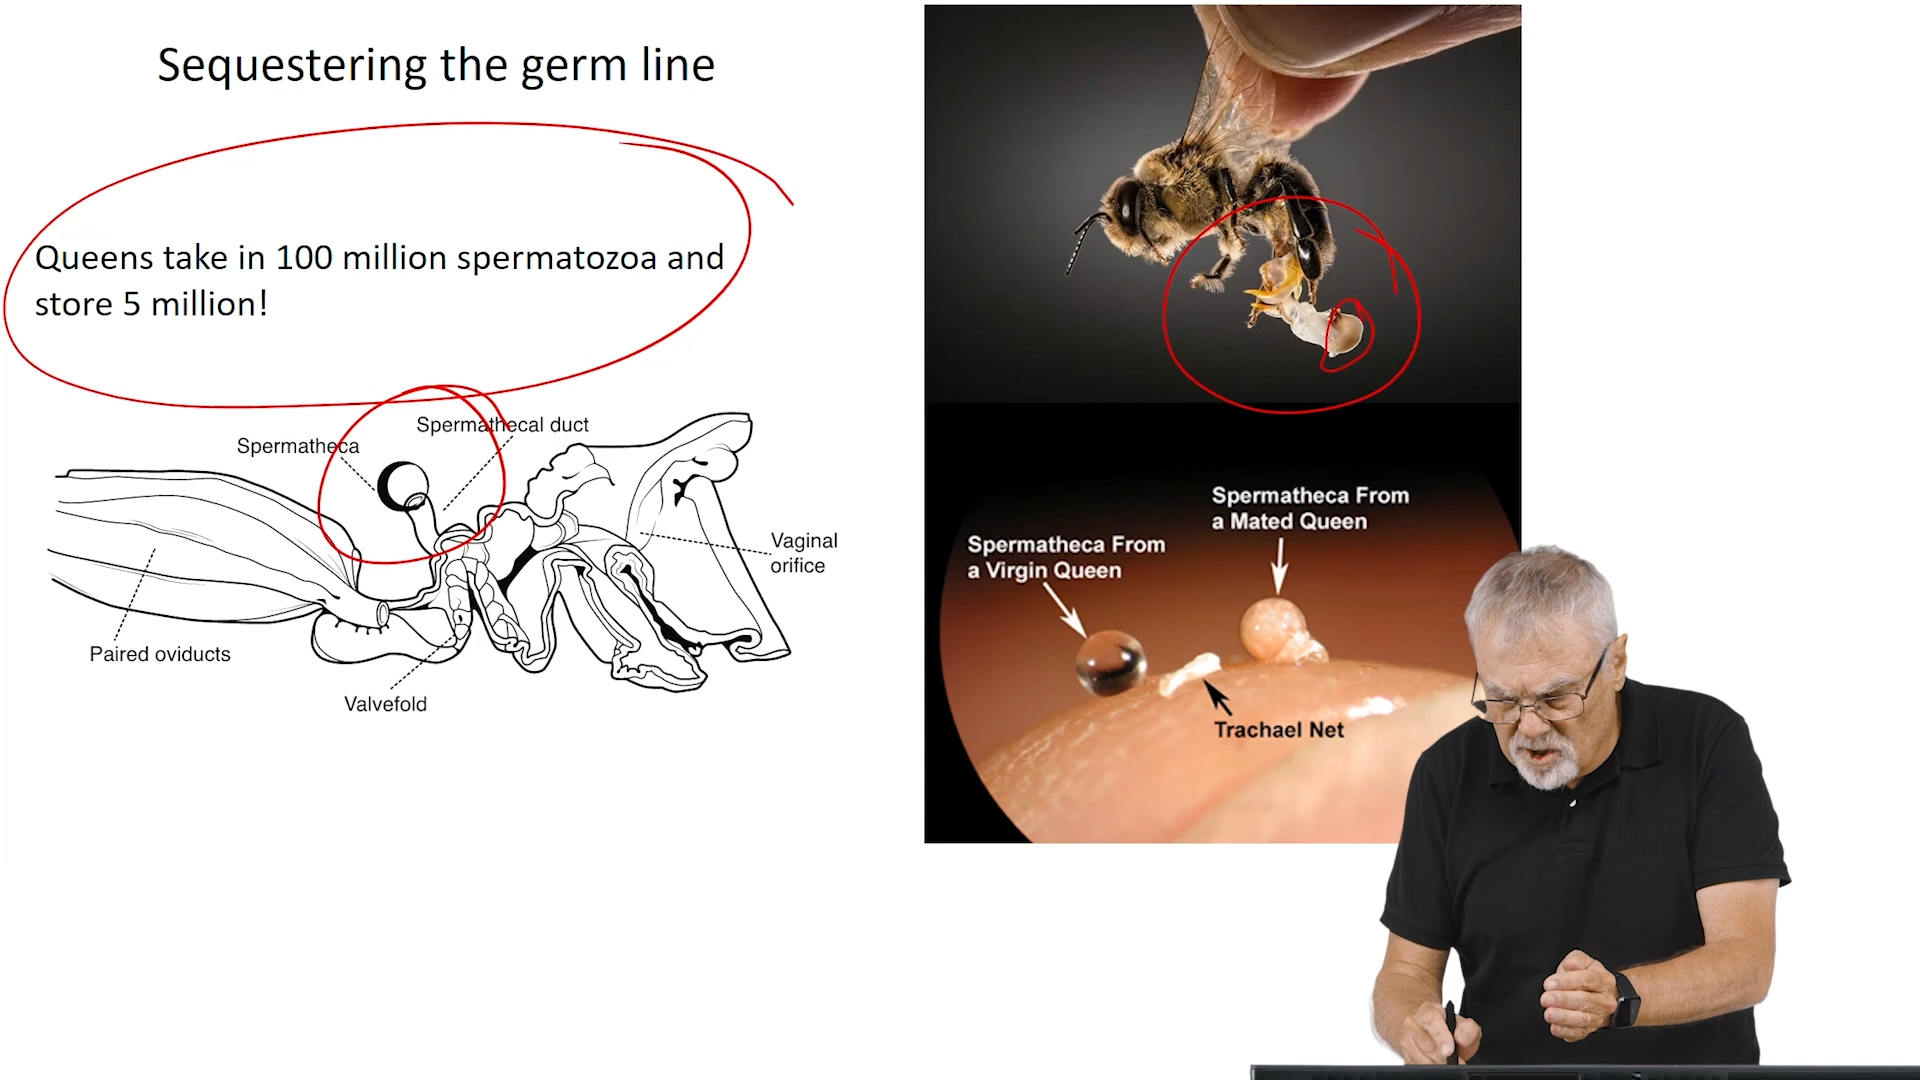 Sequestering the germ line
Queens take in 100 million spermatozoa and
store 5 million!
Spermathecal duct
Spermatheca
Vaginal
orifice
Paired oviducts
Valvefold
Spermatheca From
a Mated Queen
Spermatheca From
a Virgin Queen
Trachael Net